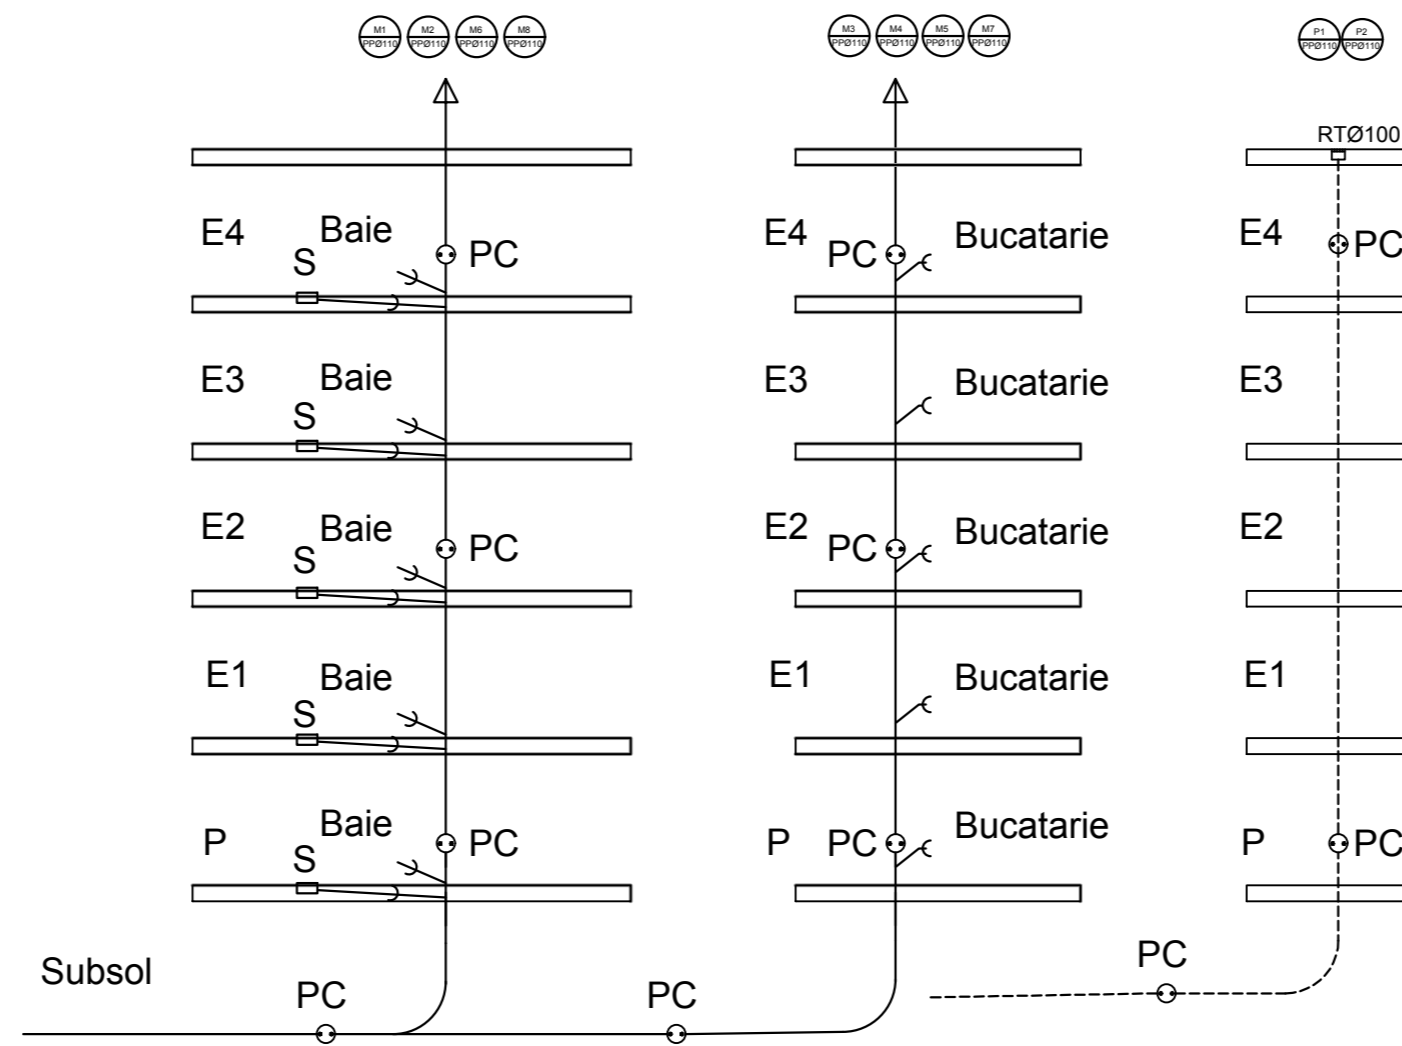 M1 M2 M6 M8 M3 M4 M5 M7 P1 P2
PPØ110 PPØ110 PPØ110 PPØ110 PPØ110 PPØ110 PPØ110 PPØ110 PPØ110 PPØ110
RTØ100
E4 Baie PC E4 PC Bucatarie E4 PC
S
E3 Baie E3 Bucatarie E3
S
E2 Baie PC E2 PC Bucatarie E2
S
E1 Baie E1 Bucatarie E1
S
P Baie PC P PC Bucatarie P PC
S
Subsol PC PC PC